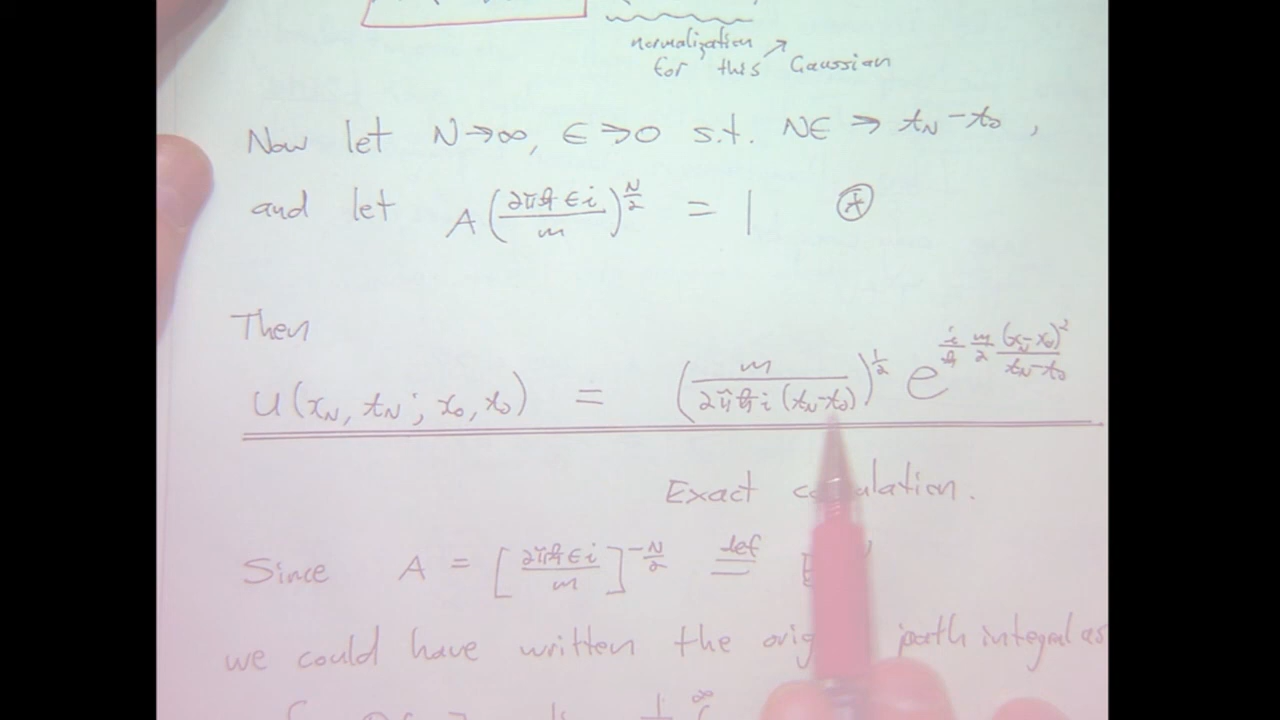 normalization
for this ↗ Gaussian
Now let N→∞, ϵ→0 s.t. Nϵ → t_N - t_0 ,
and let A(2πħϵi/m)^{N/2} = 1 ⊛
Then
U(x_N, t_N; x_0, t_0) = (m/2πħi(t_N-t_0))^{1/2} e^{i/ħ m/2 (x_N-x_0)²/t_N-t_0}
Exact
Since A = [2πħϵi/m]^{-N/2} def=
we could have written the path integral as